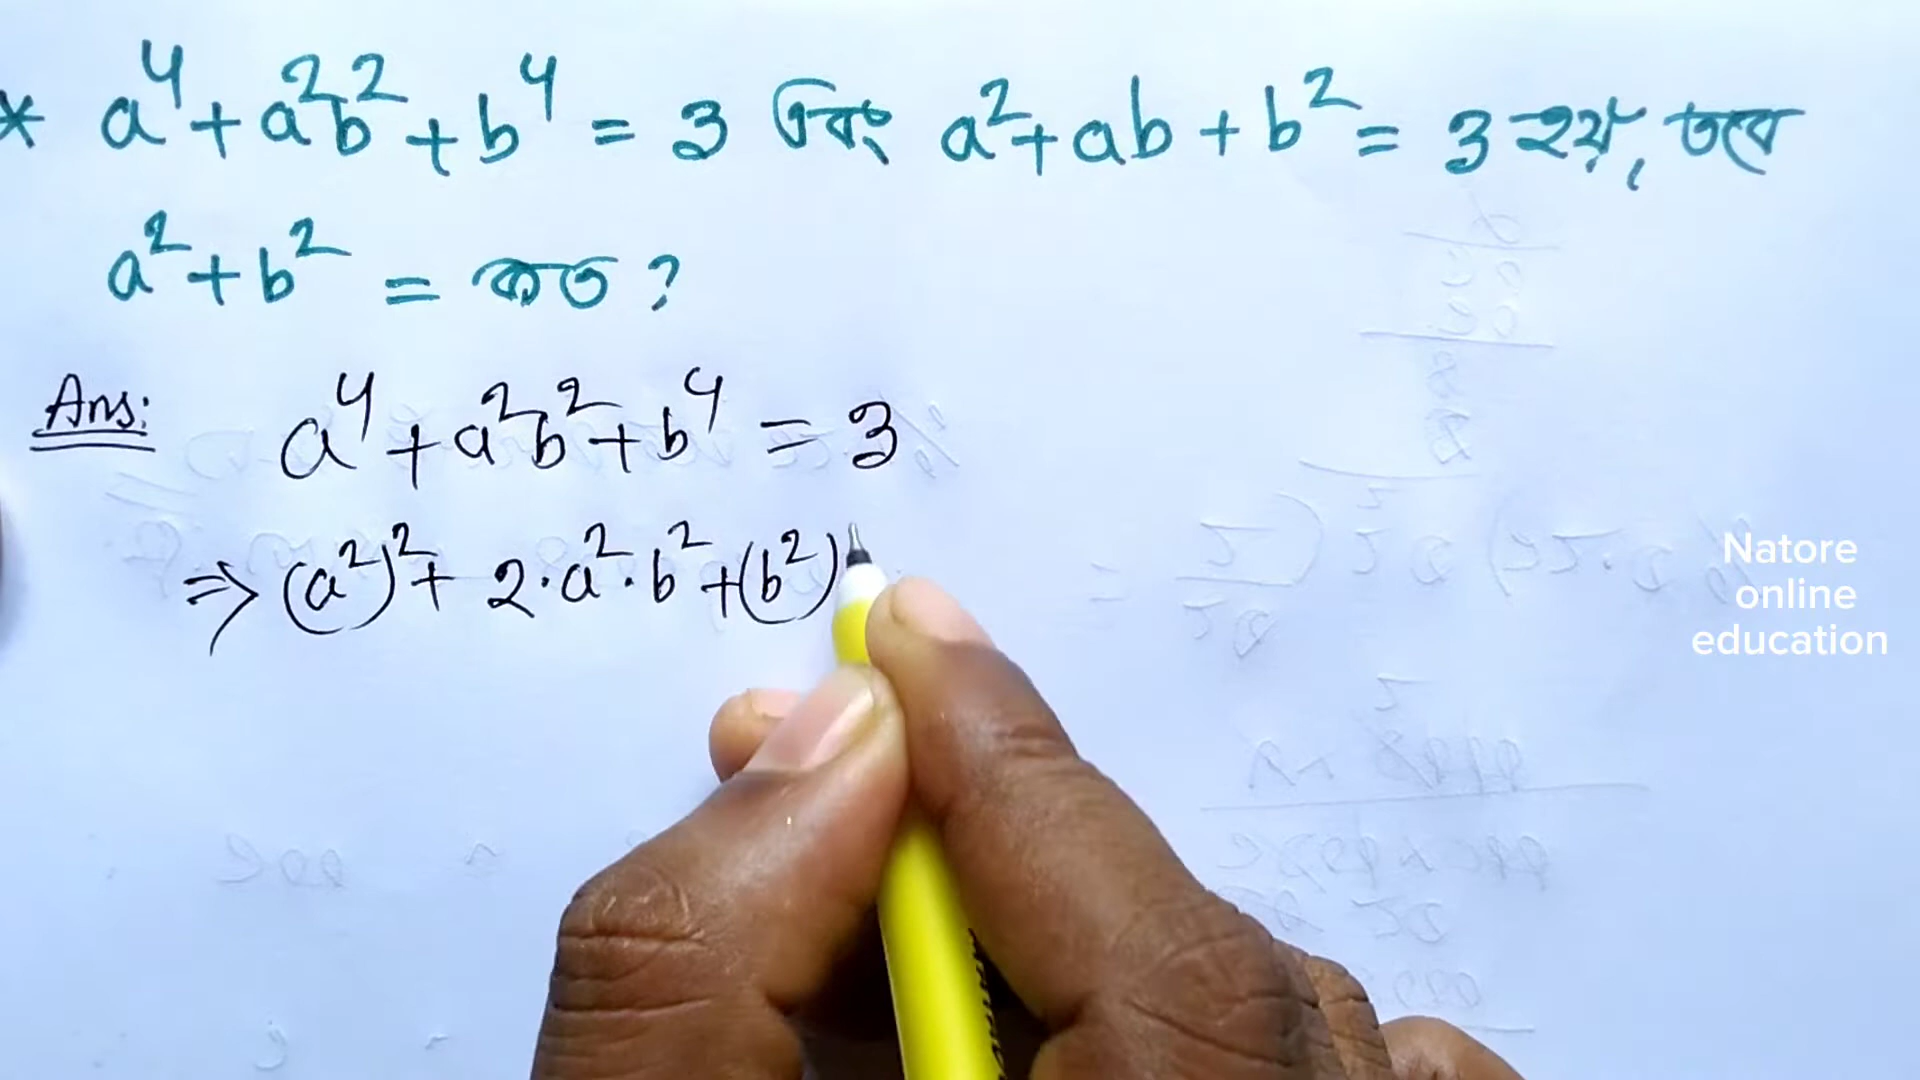 * a⁴ + a²b² + b⁴ = 3 এবং a² + ab + b² = 3 হয়, তবে
a² + b² = কত ?
Ans: a⁴ + a²b² + b⁴ = 3
⇒ (a²)² + 2·a²·b² + (b²)
Natore
online
education